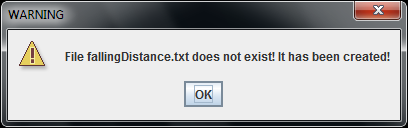 WARNING
File fallingDistance.txt does not exist! It has been created!
OK